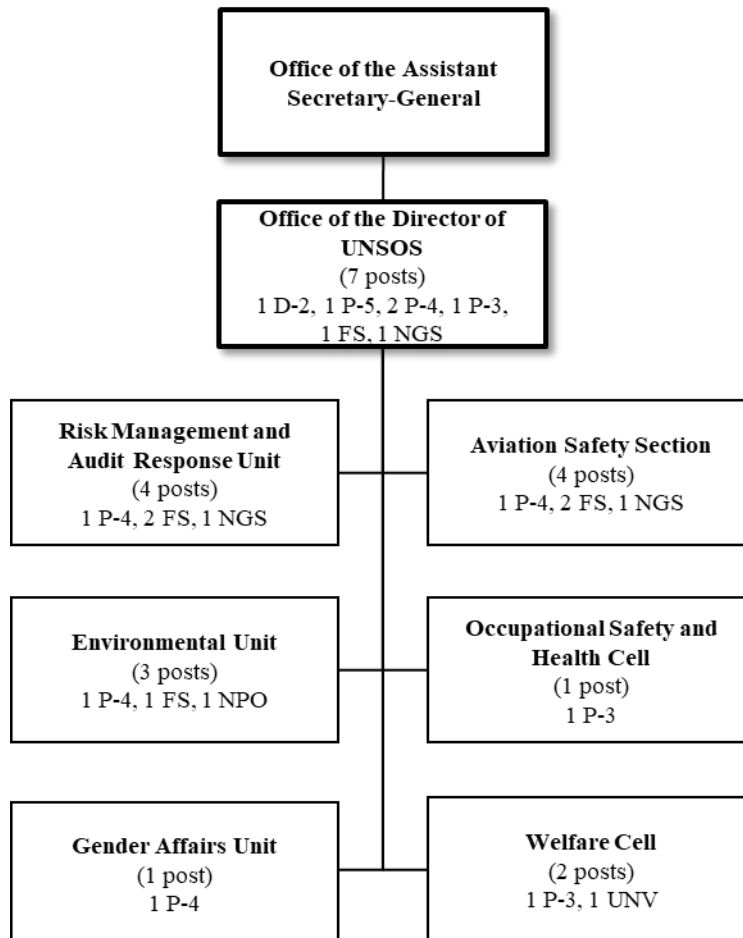 Office of the Assistant
Secretary-General
Office of the Director of
UNSOS
(7 posts)
1 D-2, 1 P-5, 2 P-4, 1 P-3,
1 FS, 1 NGS
Risk Management and
Audit Response Unit
(4 posts)
1 P-4, 2 FS, 1 NGS
Aviation Safety Section
(4 posts)
1 P-4, 2 FS, 1 NGS
Environmental Unit
(3 posts)
1 P-4, 1 FS, 1 NPO
Occupational Safety and
Health Cell
(1 post)
1 P-3
Gender Affairs Unit
(1 post)
1 P-4
Welfare Cell
(2 posts)
1 P-3, 1 UNV